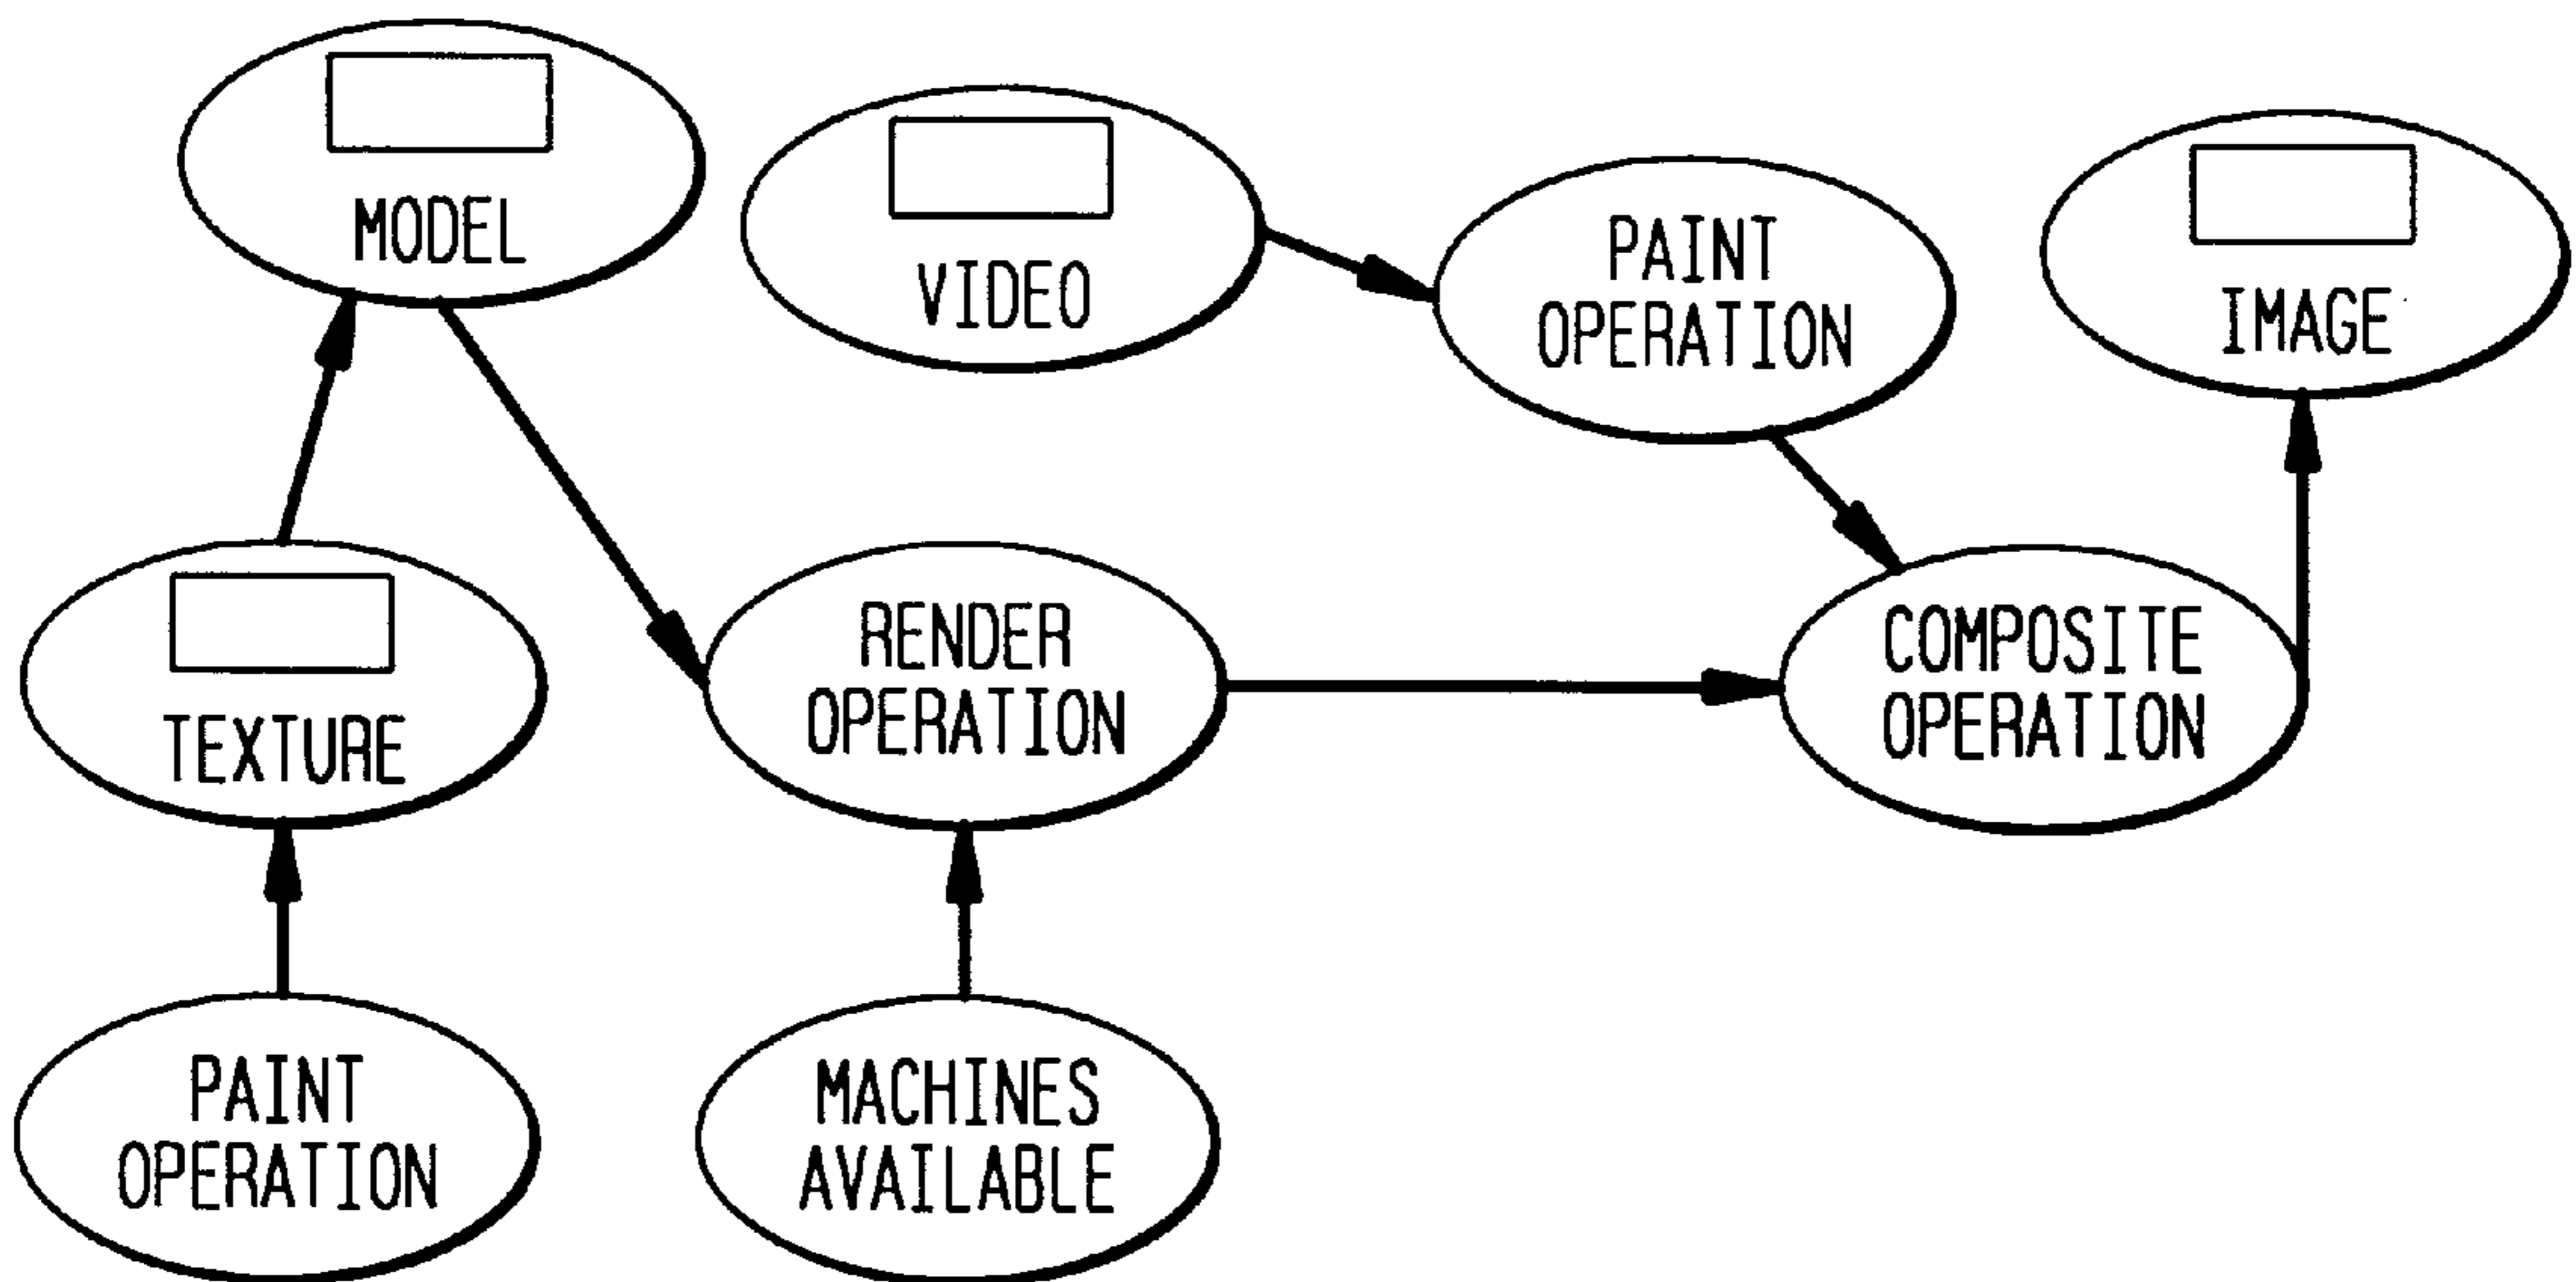 MODEL
VIDEO
PAINT
OPERATION
IMAGE
TEXTURE
RENDER
OPERATION
COMPOSITE
OPERATION
PAINT
OPERATION
MACHINES
AVAILABLE